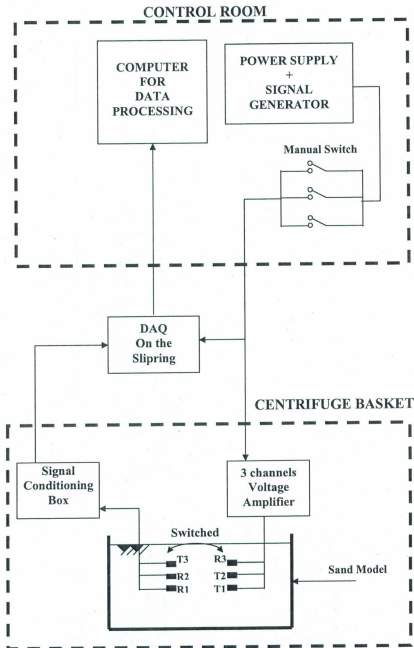 CONTROL ROOM
COMPUTER
FOR
DATA
PROCESSING
POWER SUPPLY
+
SIGNAL
GENERATOR
Manual Switch
DAQ
On the
Slipring
CENTRIFUGE BASKET
Signal
Conditioning
Box
3 channels
Voltage
Amplifier
Switched
T3
R3
R2
T2
R1
T1
Sand Model